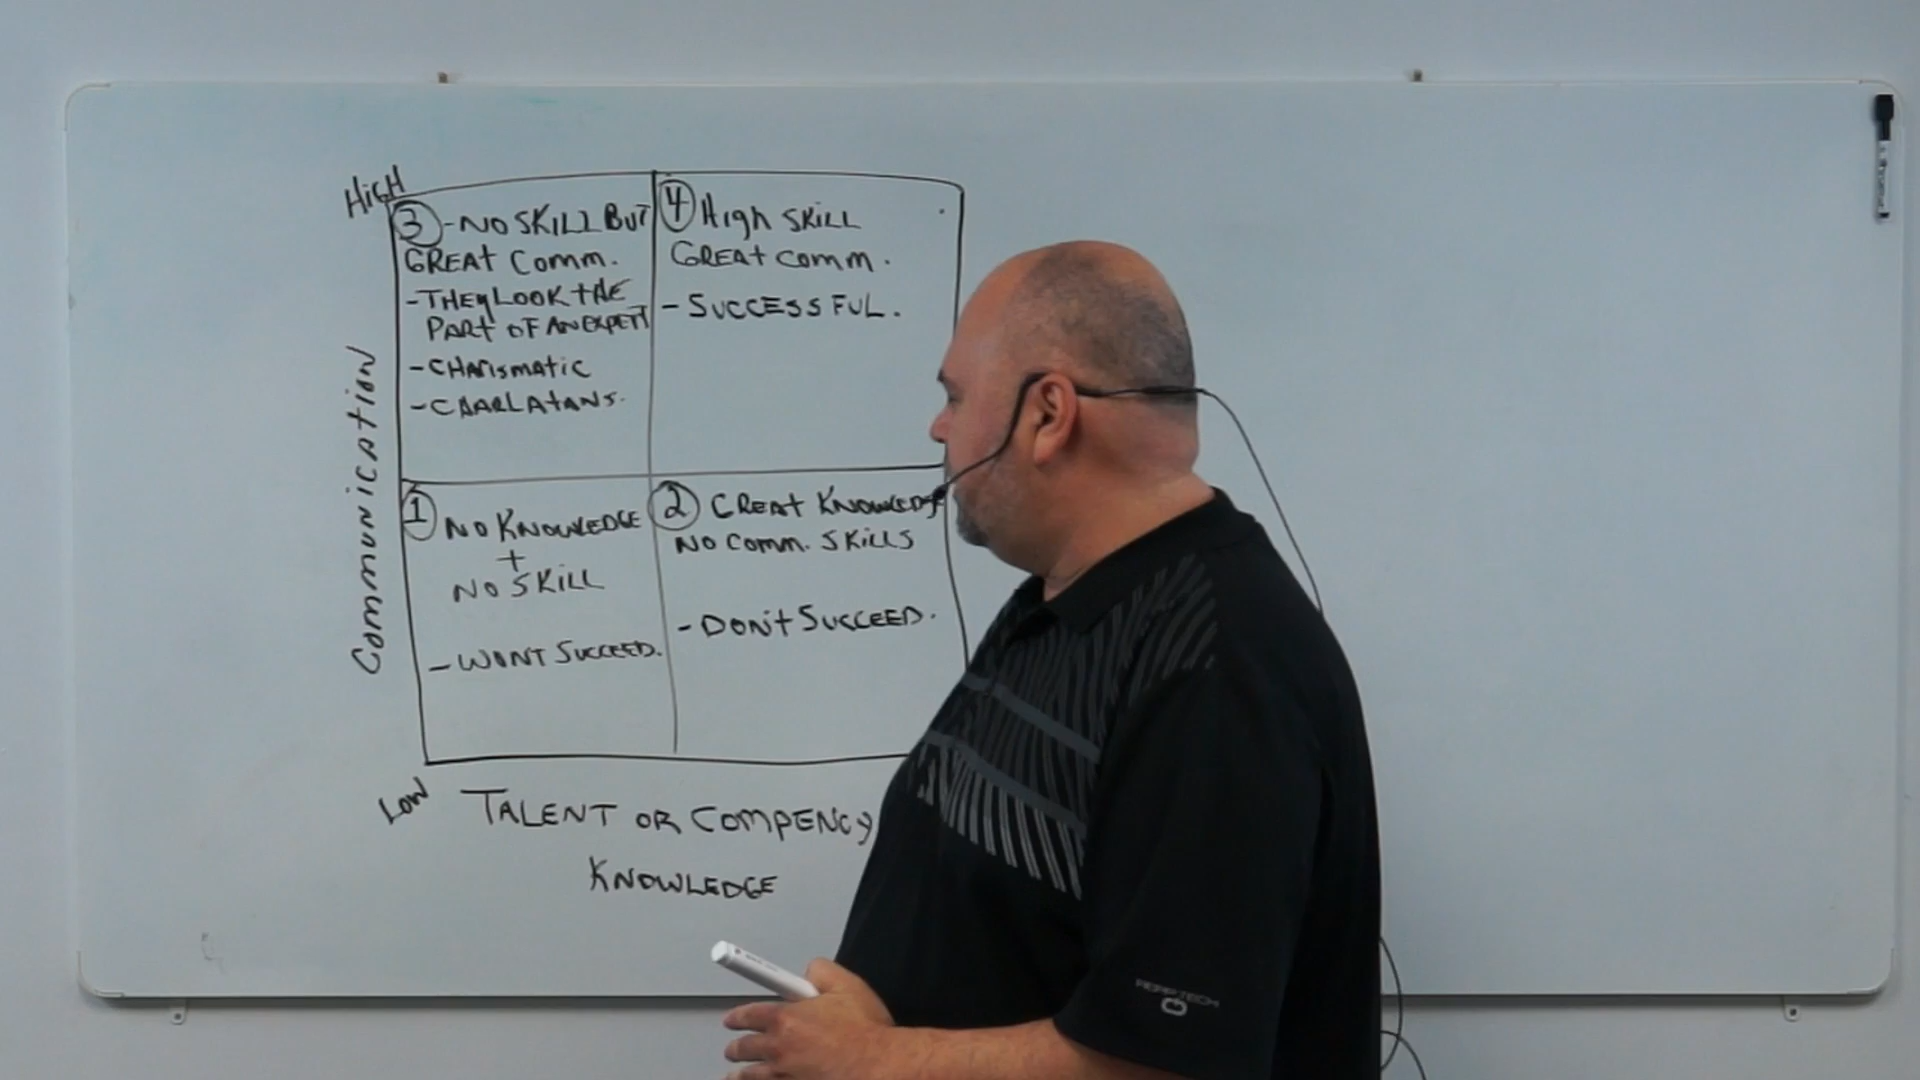 HIGH
3 - NO SKILL BUT
GREAT COMM.
- THEY LOOK THE
PART OF AN EXPERT
- CHARISMATIC
- CHARLATANS.
4 High SKILL
GREAT COMM.
- SUCCESSFUL.
Communication
1 NO KNOWLEDGE
+
NO SKILL
- WONT SUCCEED.
2 GREAT KNOWLEDGE
NO COMM. SKILLS
- DON'T SUCCEED.
LOW
TALENT OR COMPENCY
KNOWLEDGE